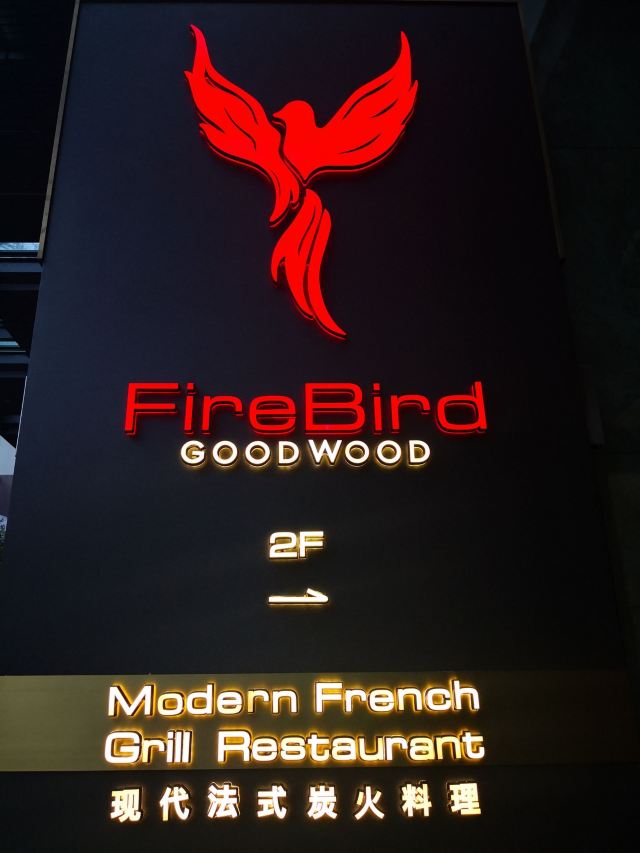 FireBird
GOODWOOD
2F
Modern French
Grill Restaurant
现代法式炭火料理